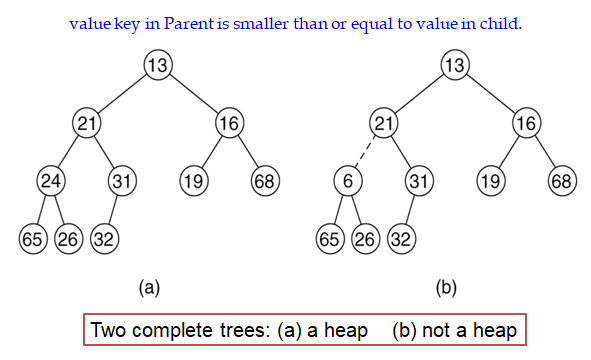 value key in Parent is smaller than or equal to value in child.
13 13
21 16 21 16
24 31 19 68 6 31 19 68
65 26 32 65 26 32
(a) (b)
Two complete trees: (a) a heap (b) not a heap